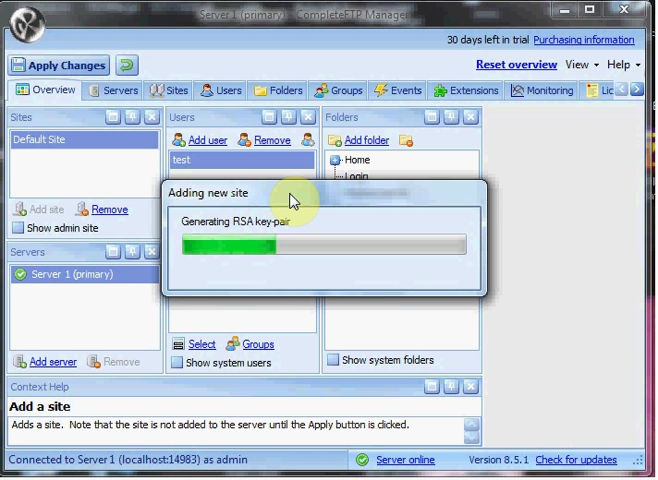 Server 1 (primary) - CompleteFTP Manager
30 days left in trial Purchasing information
Apply Changes
Reset overview View Help
Overview Servers Sites Users Folders Groups Events Extensions Monitoring Lic
Sites Users Folders
Default Site
Add user Remove Add folder
test
Home
Login
Adding new site
Generating RSA key-pair
Add site Remove
Show admin site
Servers
Server 1 (primary)
Select Groups
Add server Remove
Show system users
Show system folders
Context Help
Add a site
Adds a site. Note that the site is not added to the server until the Apply button is clicked.
Connected to Server 1 (localhost:14983) as admin Server online Version 8.5.1 Check for updates